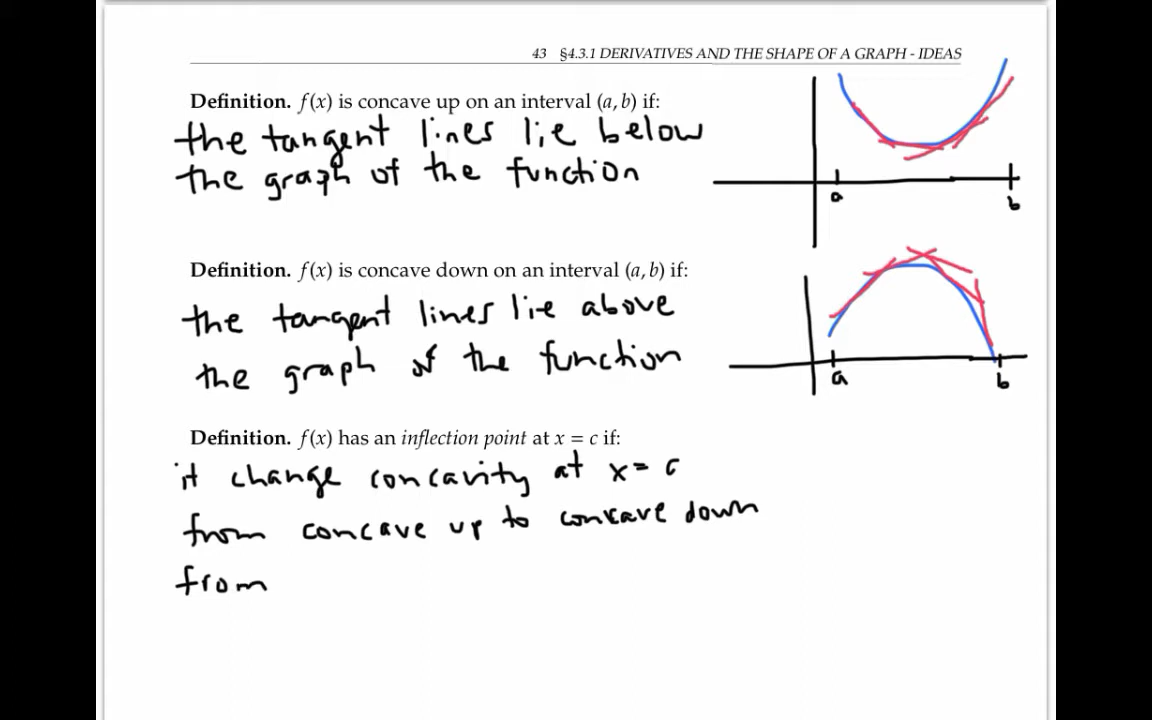 43 §4.3.1 DERIVATIVES AND THE SHAPE OF A GRAPH - IDEAS
Definition. f(x) is concave up on an interval (a, b) if:
the tangent lines lie below
the graph of the function
a
b
Definition. f(x) is concave down on an interval (a, b) if:
the tangent lines lie above
the graph of the function
a
b
Definition. f(x) has an inflection point at x = c if:
it change concavity at x = c
from concave up to concave down
from